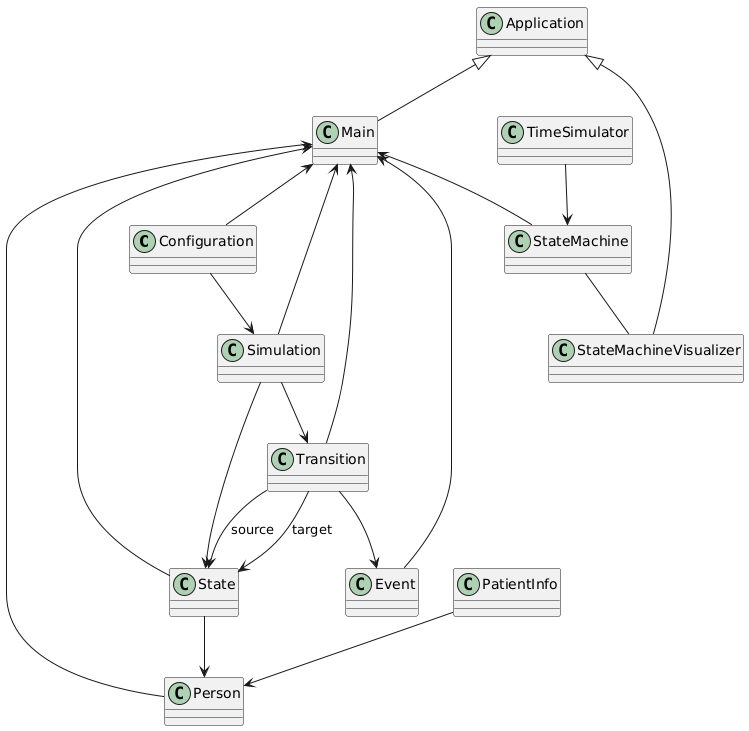 C Application
C Main
C TimeSimulator
C Configuration
C StateMachine
C Simulation
C StateMachineVisualizer
C Transition
source
target
C State
C Event
C PatientInfo
C Person